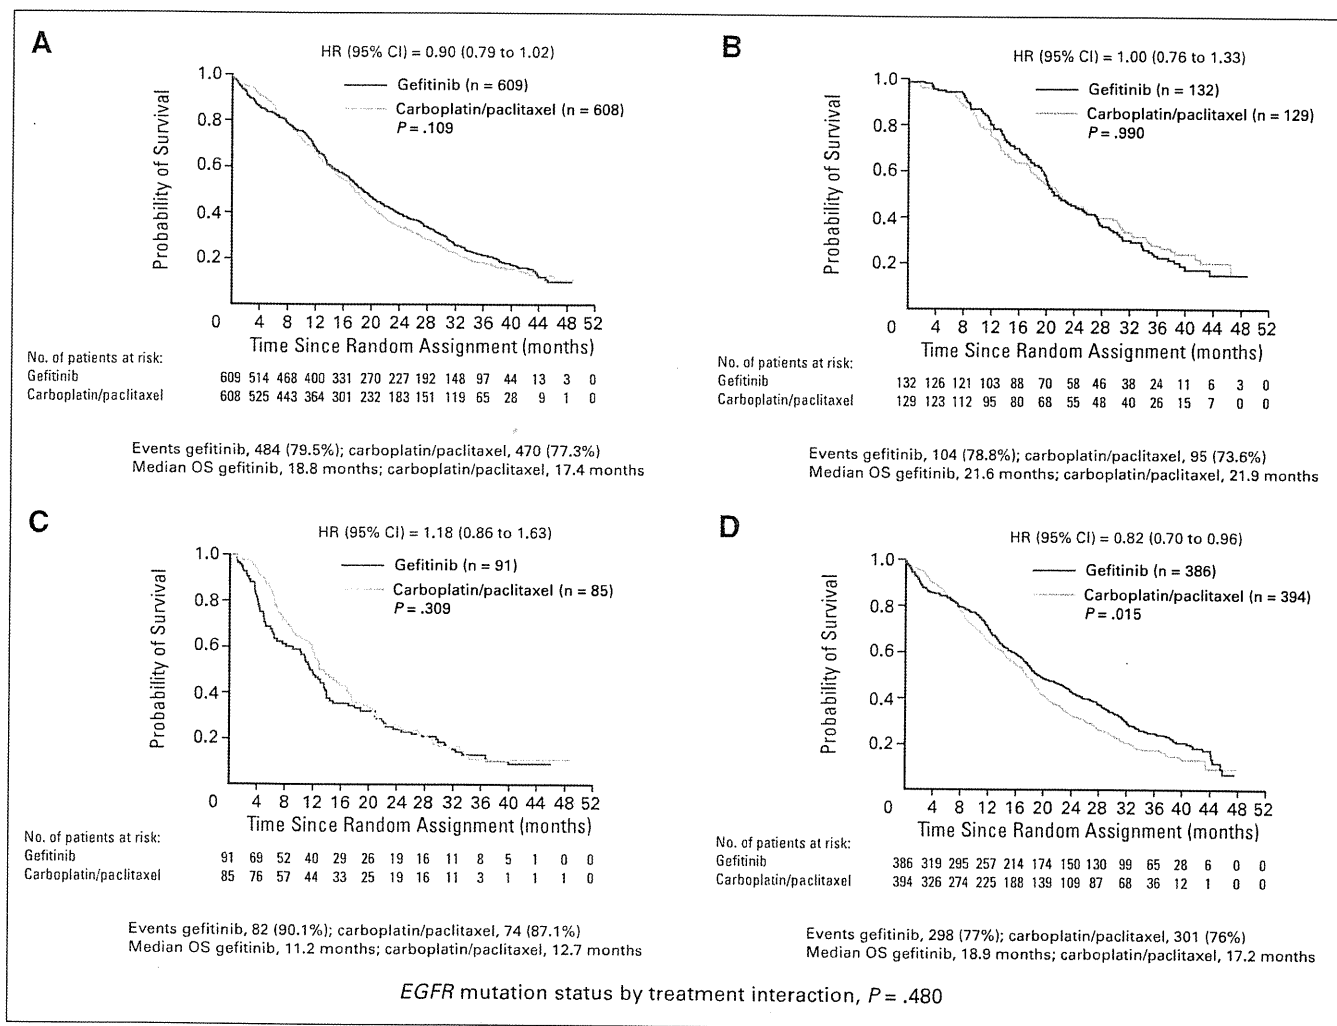 A
HR (95% CI) = 0.90 (0.79 to 1.02)
Gefitinib (n = 609)
Carboplatin/paclitaxel (n = 608)
P = .109
Probability of Survival
1.0
0.8
0.6
0.4
0.2
0 4 8 12 16 20 24 28 32 36 40 44 48 52
Time Since Random Assignment (months)
No. of patients at risk:
Gefitinib 609 514 468 400 331 270 227 192 148 97 44 13 3 0
Carboplatin/paclitaxel 608 525 443 364 301 232 183 151 119 65 28 9 1 0
Events gefitinib, 484 (79.5%); carboplatin/paclitaxel, 470 (77.3%)
Median OS gefitinib, 18.8 months; carboplatin/paclitaxel, 17.4 months
B
HR (95% CI) = 1.00 (0.76 to 1.33)
Gefitinib (n = 132)
Carboplatin/paclitaxel (n = 129)
P = .990
Probability of Survival
1.0
0.8
0.6
0.4
0.2
0 4 8 12 16 20 24 28 32 36 40 44 48 52
Time Since Random Assignment (months)
No. of patients at risk:
Gefitinib 132 126 121 103 88 70 58 46 38 24 11 6 3 0
Carboplatin/paclitaxel 129 123 112 95 80 68 55 48 40 26 15 7 0 0
Events gefitinib, 104 (78.8%); carboplatin/paclitaxel, 95 (73.6%)
Median OS gefitinib, 21.6 months; carboplatin/paclitaxel, 21.9 months
C
HR (95% CI) = 1.18 (0.86 to 1.63)
Gefitinib (n = 91)
Carboplatin/paclitaxel (n = 85)
P = .309
Probability of Survival
1.0
0.8
0.6
0.4
0.2
0 4 8 12 16 20 24 28 32 36 40 44 48 52
Time Since Random Assignment (months)
No. of patients at risk:
Gefitinib 91 69 52 40 29 26 19 16 11 8 5 1 0 0
Carboplatin/paclitaxel 85 76 57 44 33 25 19 16 11 3 1 1 1 0
Events gefitinib, 82 (90.1%); carboplatin/paclitaxel, 74 (87.1%)
Median OS gefitinib, 11.2 months; carboplatin/paclitaxel, 12.7 months
D
HR (95% CI) = 0.82 (0.70 to 0.96)
Gefitinib (n = 386)
Carboplatin/paclitaxel (n = 394)
P = .015
Probability of Survival
1.0
0.8
0.6
0.4
0.2
0 4 8 12 16 20 24 28 32 36 40 44 48 52
Time Since Random Assignment (months)
No. of patients at risk:
Gefitinib 386 319 295 257 214 174 150 130 99 65 28 6 0 0
Carboplatin/paclitaxel 394 326 274 225 188 139 109 87 68 36 12 1 0 0
Events gefitinib, 298 (77%); carboplatin/paclitaxel, 301 (76%)
Median OS gefitinib, 18.9 months; carboplatin/paclitaxel, 17.2 months
EGFR mutation status by treatment interaction, P = .480